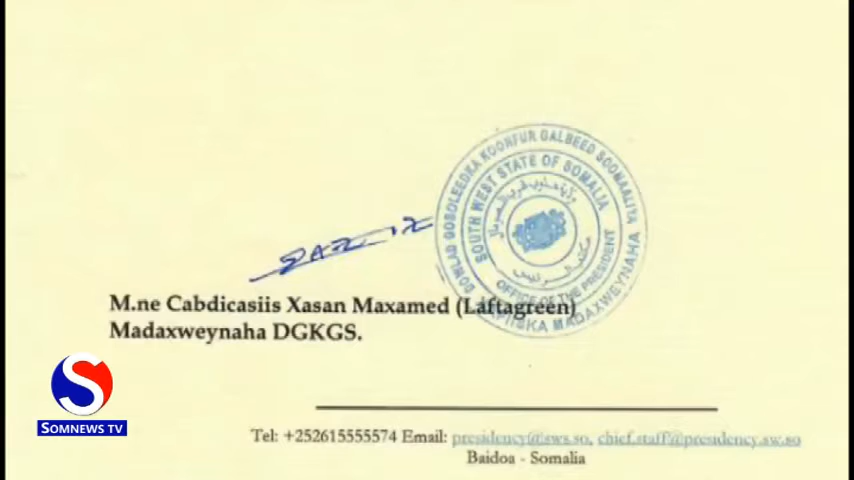 DOWLAD GOBOLEEDKA KOONFUR GALBEED SOOMAALIYA
SOUTH WEST STATE OF SOMALIA
OFFICE OF THE PRESIDENT
XAFIISKA MADAXWEYNAHA
M.ne Cabdicasiis Xasan Maxamed (Laftagreen)
Madaxweynaha DGKGS.
S
SOMNEWS TV
Tel: +252615555574 Email: presidency@sws.so, chief.staff@presidency.sw.so
Baidoa - Somalia